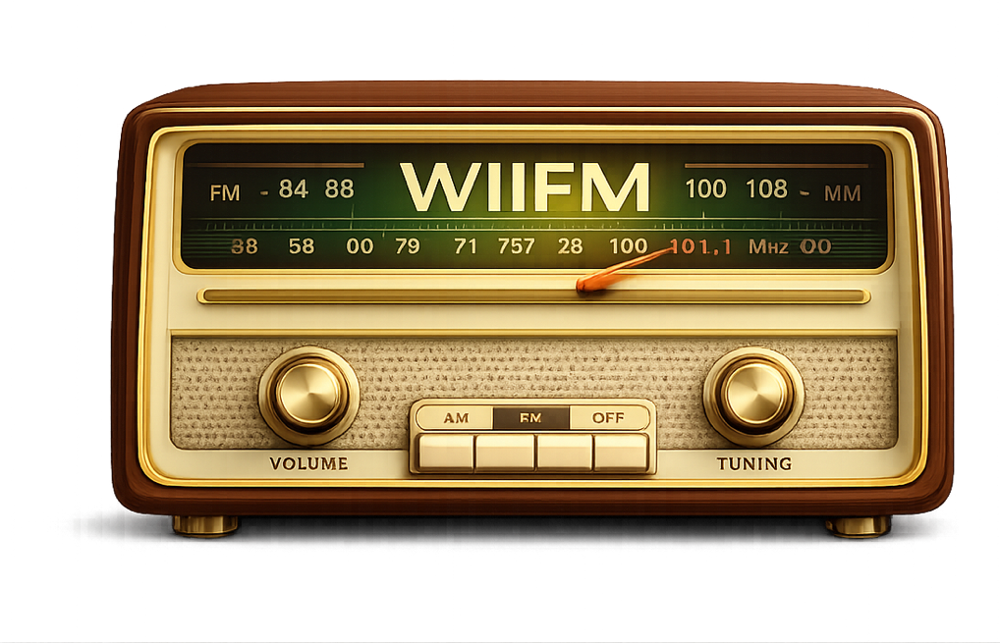 FM - 84 88 WIIFM 100 108 - MM
88 58 00 79 71 757 28 100 101.1 MHz 00
AM FM OFF
VOLUME TUNING